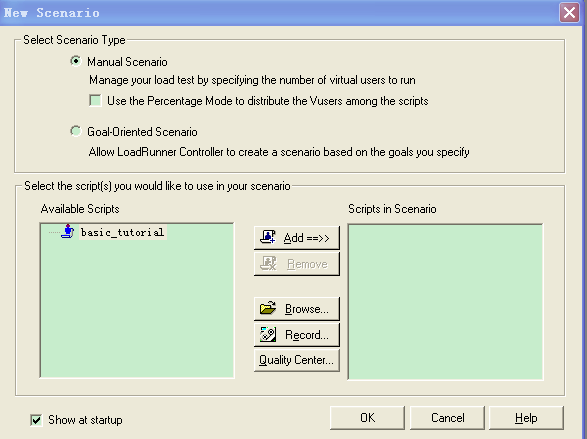 New Scenario
Select Scenario Type
Manual Scenario
Manage your load test by specifying the number of virtual users to run
Use the Percentage Mode to distribute the Vusers among the scripts
Goal-Oriented Scenario
Allow LoadRunner Controller to create a scenario based on the goals you specify
Select the script(s) you would like to use in your scenario
Available Scripts
Scripts in Scenario
basic_tutorial
Add ==>>
Remove
Browse...
Record...
Quality Center...
Show at startup
OK
Cancel
Help